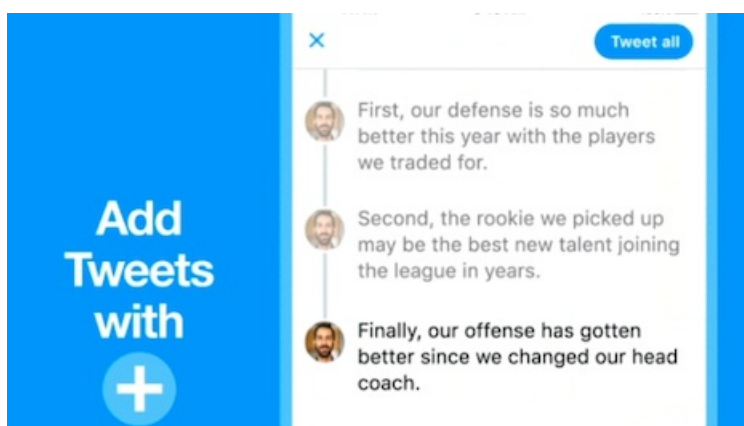 Tweet all
First, our defense is so much
better this year with the players
we traded for.
Second, the rookie we picked up
may be the best new talent joining
the league in years.
Finally, our offense has gotten
better since we changed our head
coach.
Add
Tweets
with
+